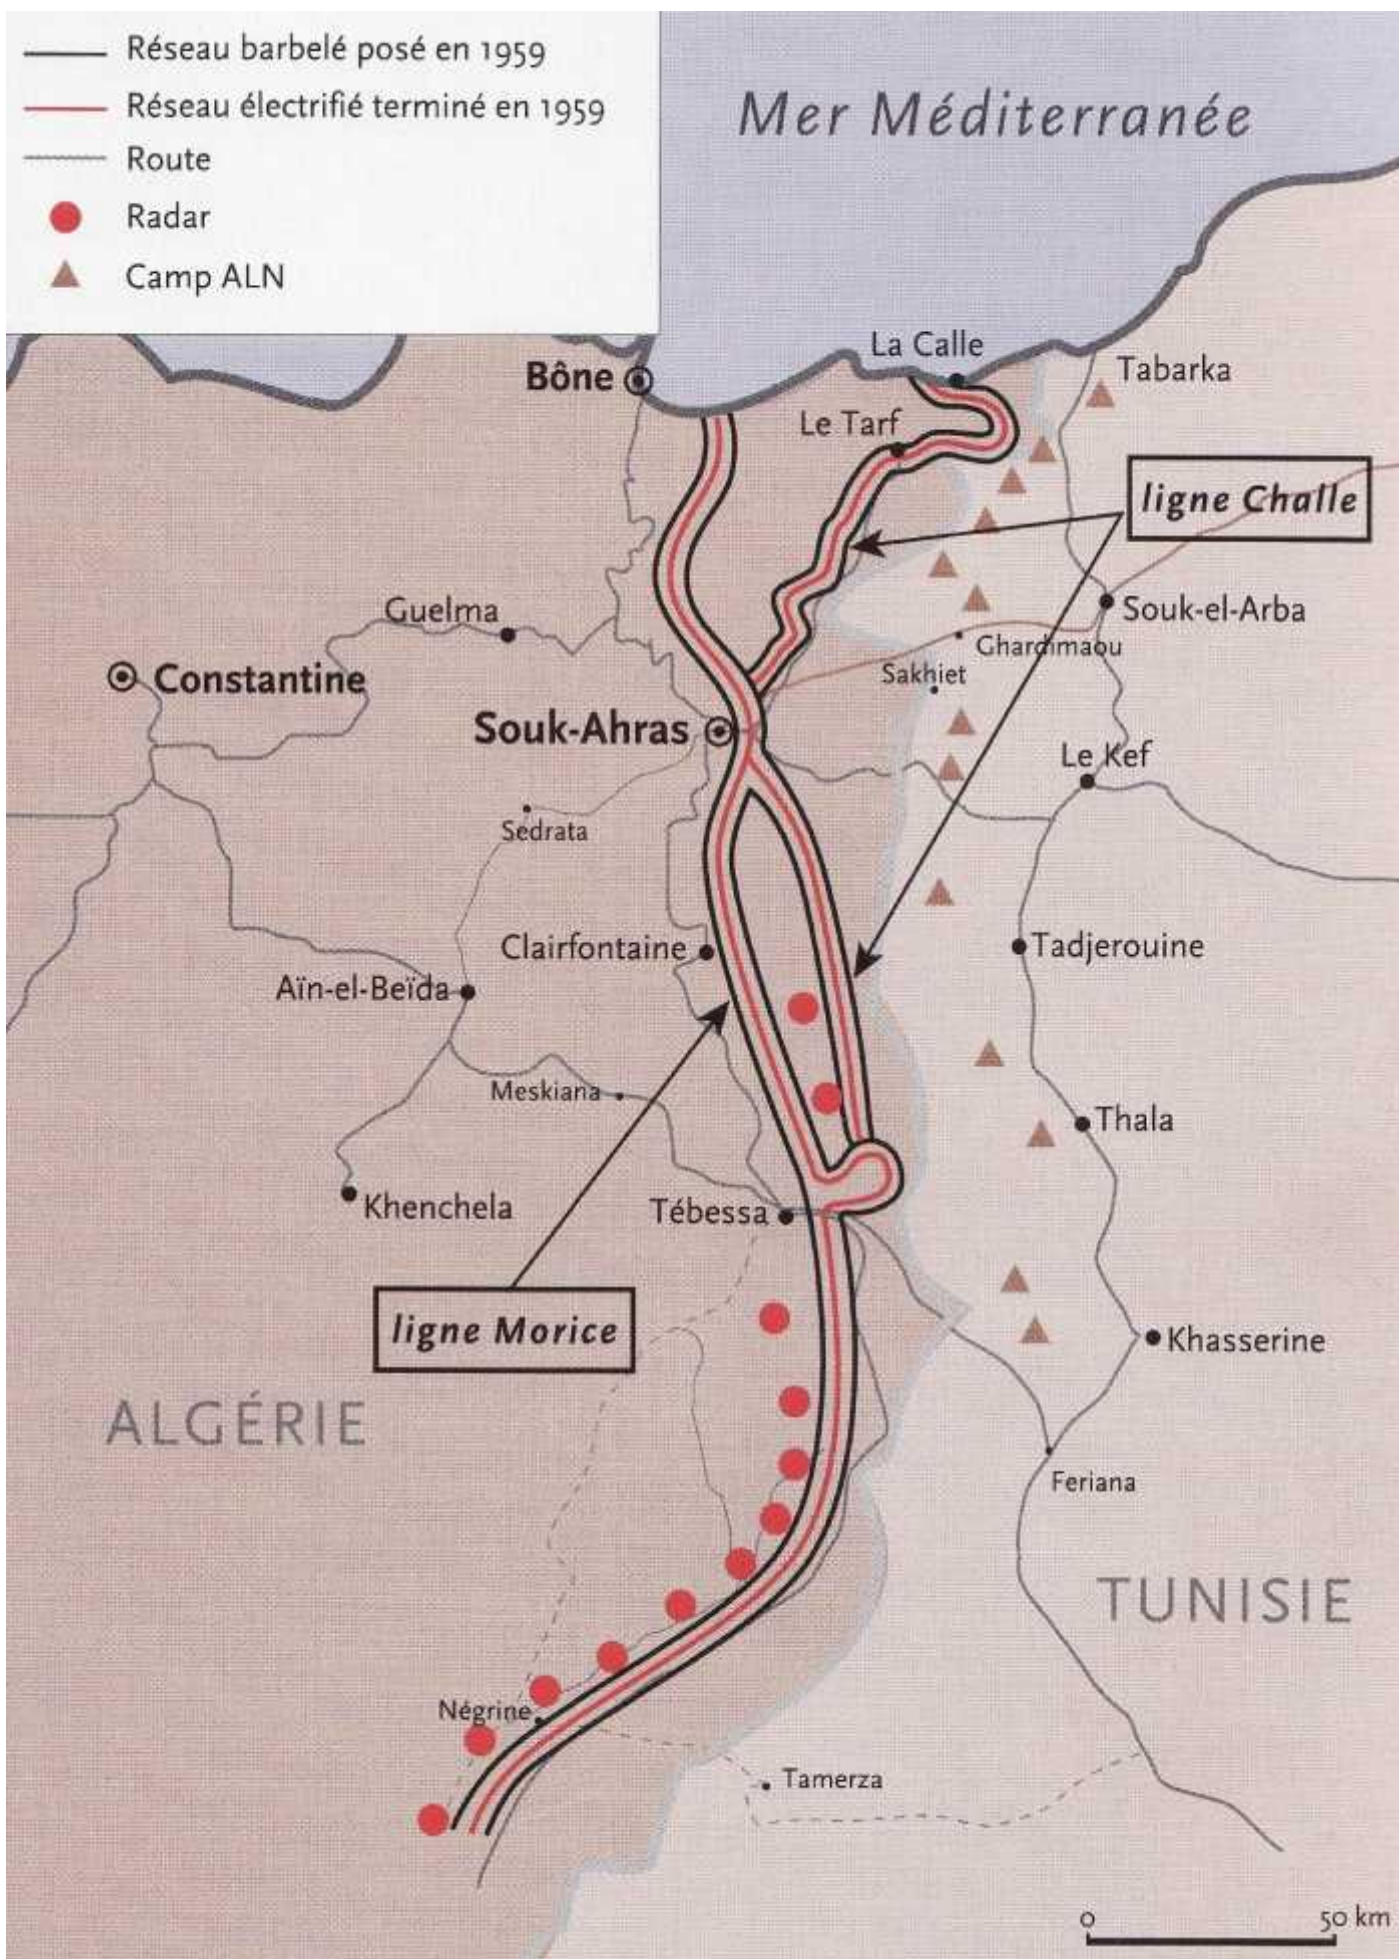 Réseau barbelé posé en 1959
Réseau électrifié terminé en 1959
Route
Radar
Camp ALN
Mer Méditerranée
La Calle
Tabarka
Bône
Le Tarf
ligne Challe
Guelma
Souk-el-Arba
Ghardimaou
Constantine
Sakhiet
Souk-Ahras
Le Kef
Sedrata
Clairfontaine
Tadjerouine
Aïn-el-Beïda
Meskiana
Thala
Khenchela
Tébessa
ligne Morice
Khasserine
ALGÉRIE
Feriana
TUNISIE
Négrine
Tamerza
0
50 km